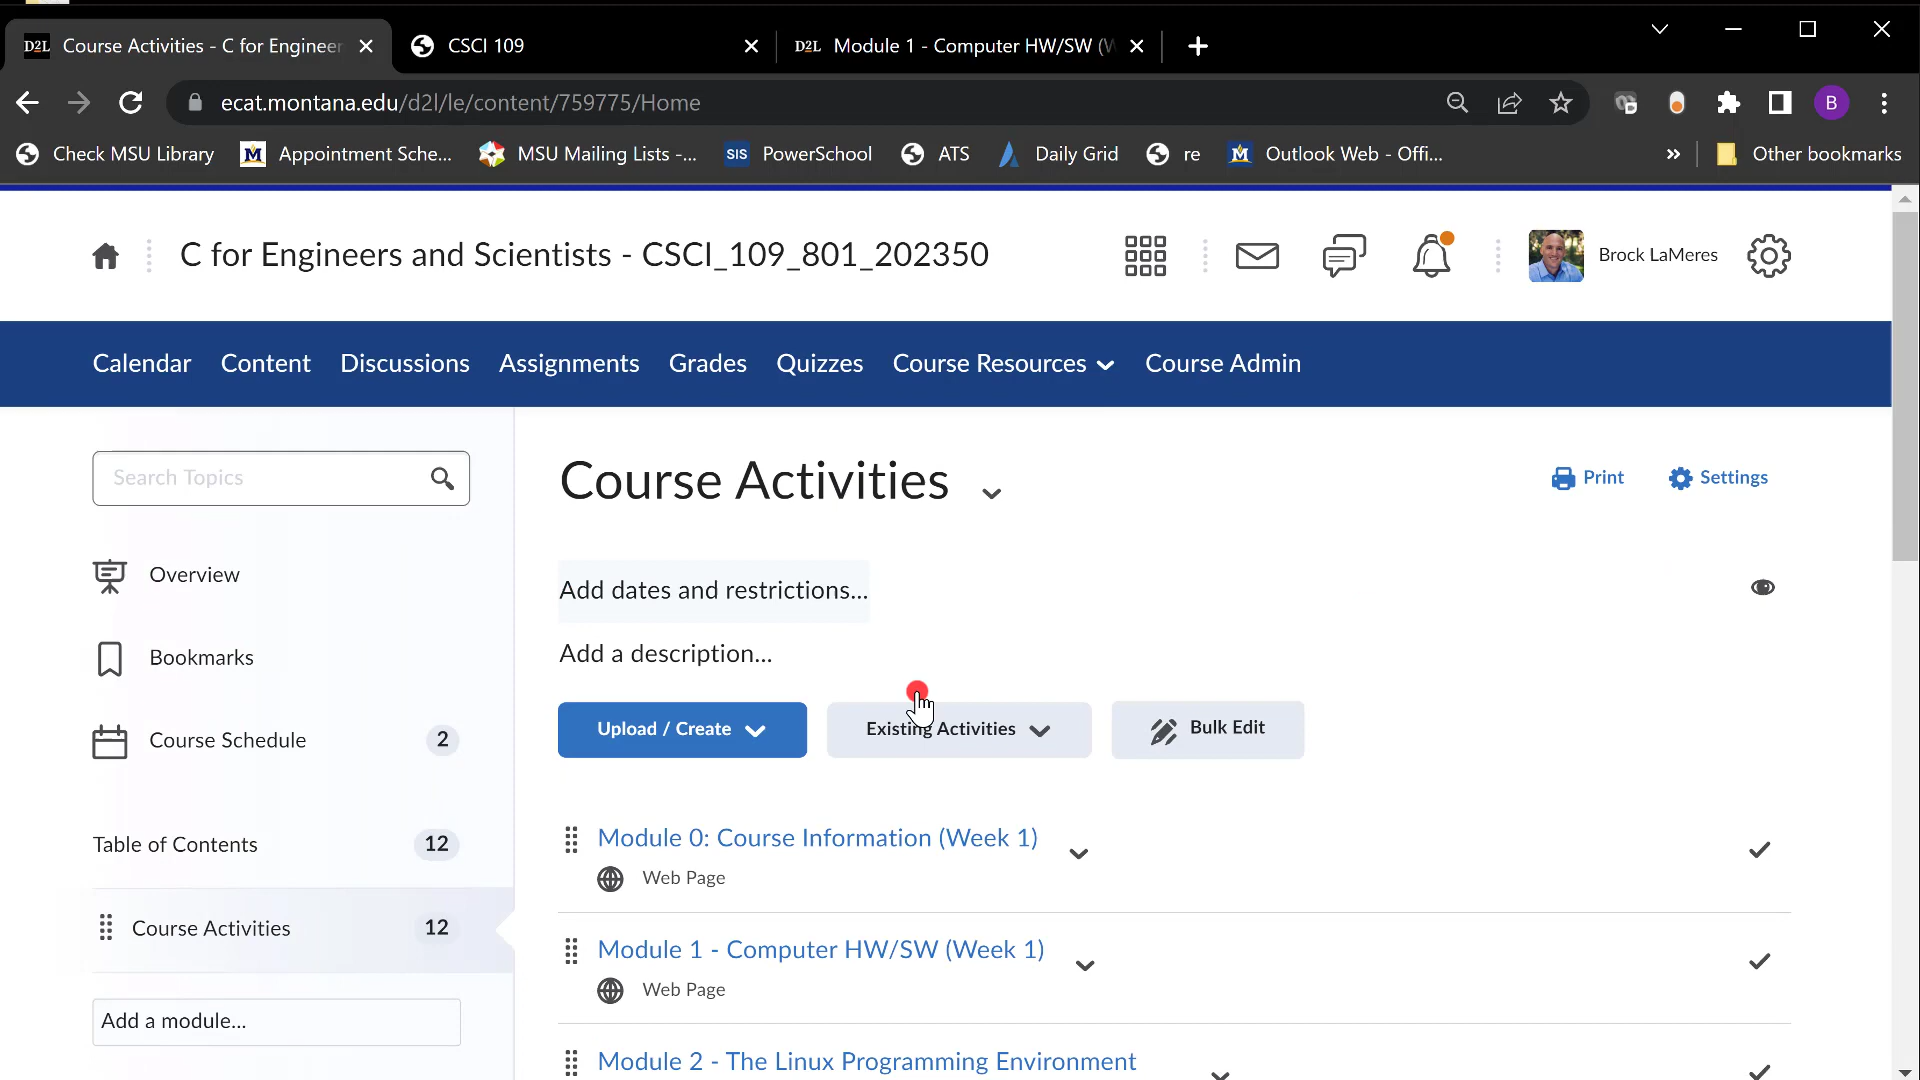 D2L Course Activities - C for Engineer
CSCI 109
D2L Module 1 - Computer HW/SW (W
ecat.montana.edu/d2l/le/content/759775/Home
B
Check MSU Library
M Appointment Sche...
MSU Mailing Lists -...
SIS PowerSchool
ATS
Daily Grid
re
M Outlook Web - Offi...
»
Other bookmarks
C for Engineers and Scientists - CSCI_109_801_202350
Brock LaMeres
Calendar
Content
Discussions
Assignments
Grades
Quizzes
Course Resources
Course Admin
Search Topics
Overview
Bookmarks
Course Schedule 2
Table of Contents 12
Course Activities 12
Add a module...
Course Activities
Print
Settings
Add dates and restrictions...
Add a description...
Upload / Create
Existing Activities
Bulk Edit
Module 0: Course Information (Week 1)
Web Page
Module 1 - Computer HW/SW (Week 1)
Web Page
Module 2 - The Linux Programming Environment